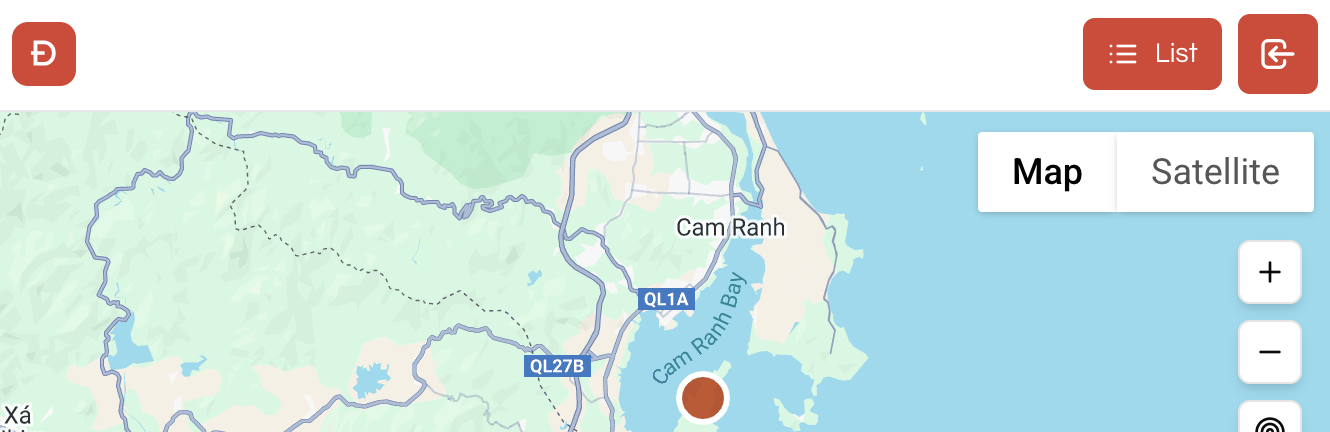 Đ
List
Map
Satellite
Cam Ranh
QL1A
Cam Ranh Bay
QL27B
Xá